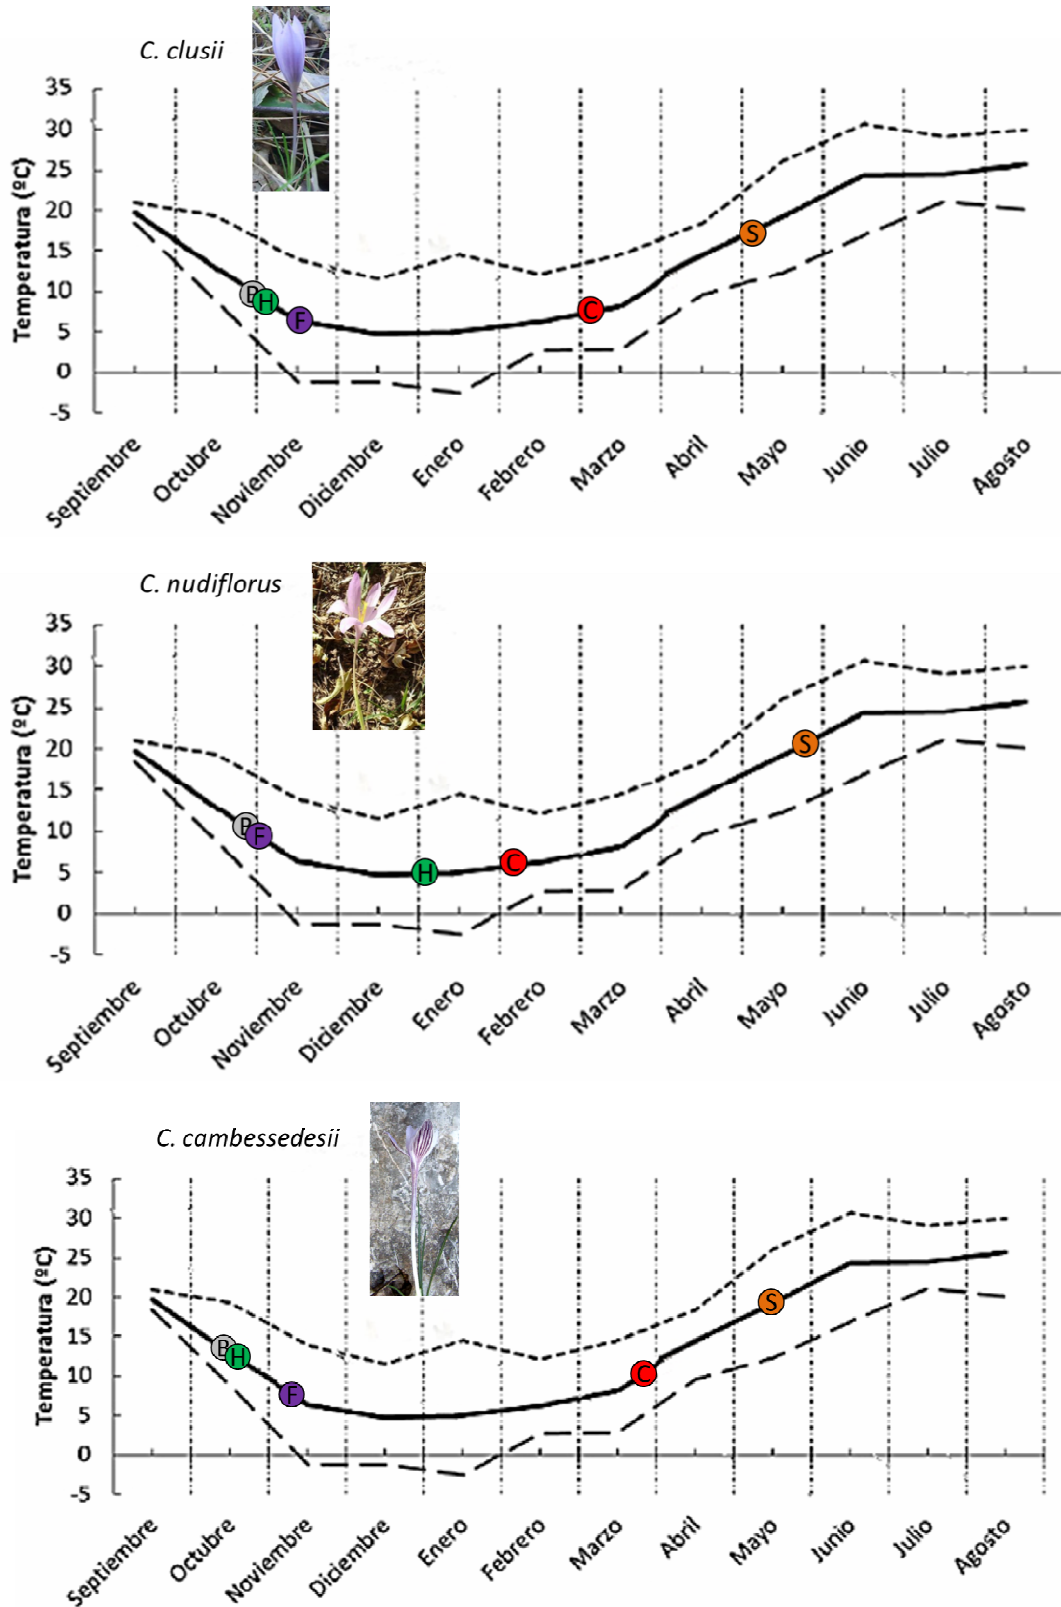 C. clusii
Temperatura (ºC)
35
30
25
20
15
10
5
0
-5
B
H
F
C
S
Septiembre
Octubre
Noviembre
Diciembre
Enero
Febrero
Marzo
Abril
Mayo
Junio
Julio
Agosto
C. nudiflorus
Temperatura (ºC)
35
30
25
20
15
10
5
0
-5
B
F
H
C
S
Septiembre
Octubre
Noviembre
Diciembre
Enero
Febrero
Marzo
Abril
Mayo
Junio
Julio
Agosto
C. cambessedesii
Temperatura (ºC)
35
30
25
20
15
10
5
0
-5
B
H
F
C
S
Septiembre
Octubre
Noviembre
Diciembre
Enero
Febrero
Marzo
Abril
Mayo
Junio
Julio
Agosto